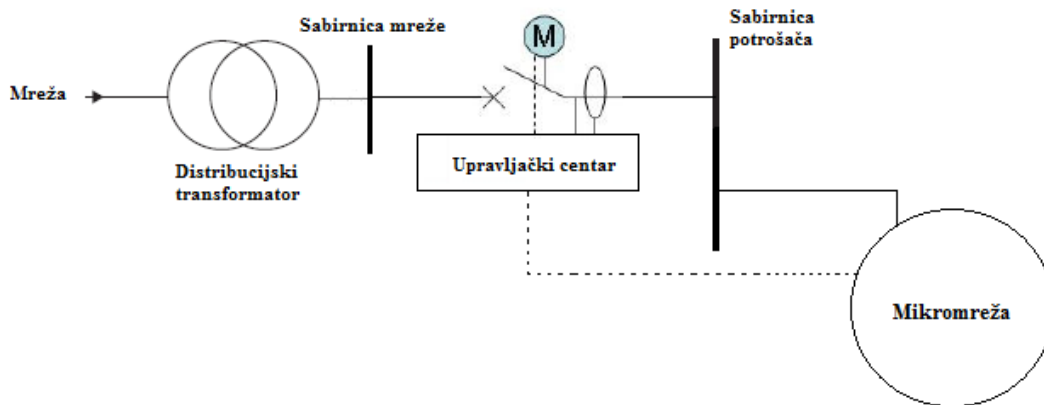 Sabirnica mreže
M
Sabirnica
potrošača
Mreža
Distribucijski
transformator
Upravljački centar
Mikromreža